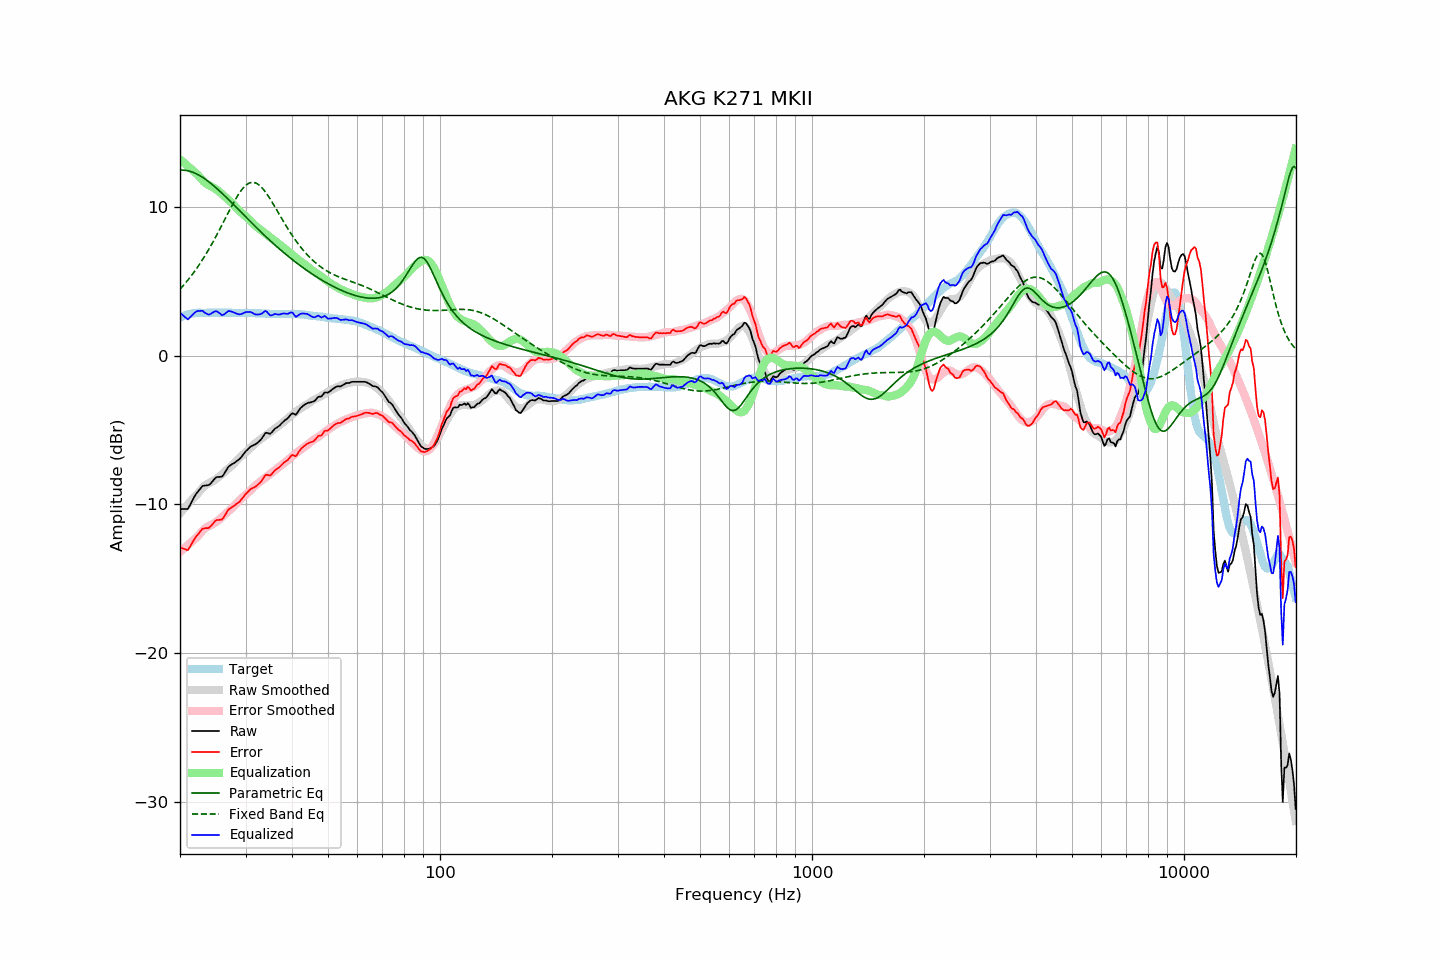 AKG K271 MKII
10
0
−10
−20
−30
Amplitude (dBr)
Target
Raw Smoothed
Error Smoothed
Raw
Error
Equalization
Parametric Eq
Fixed Band Eq
Equalized
100
1000
10000
Frequency (Hz)